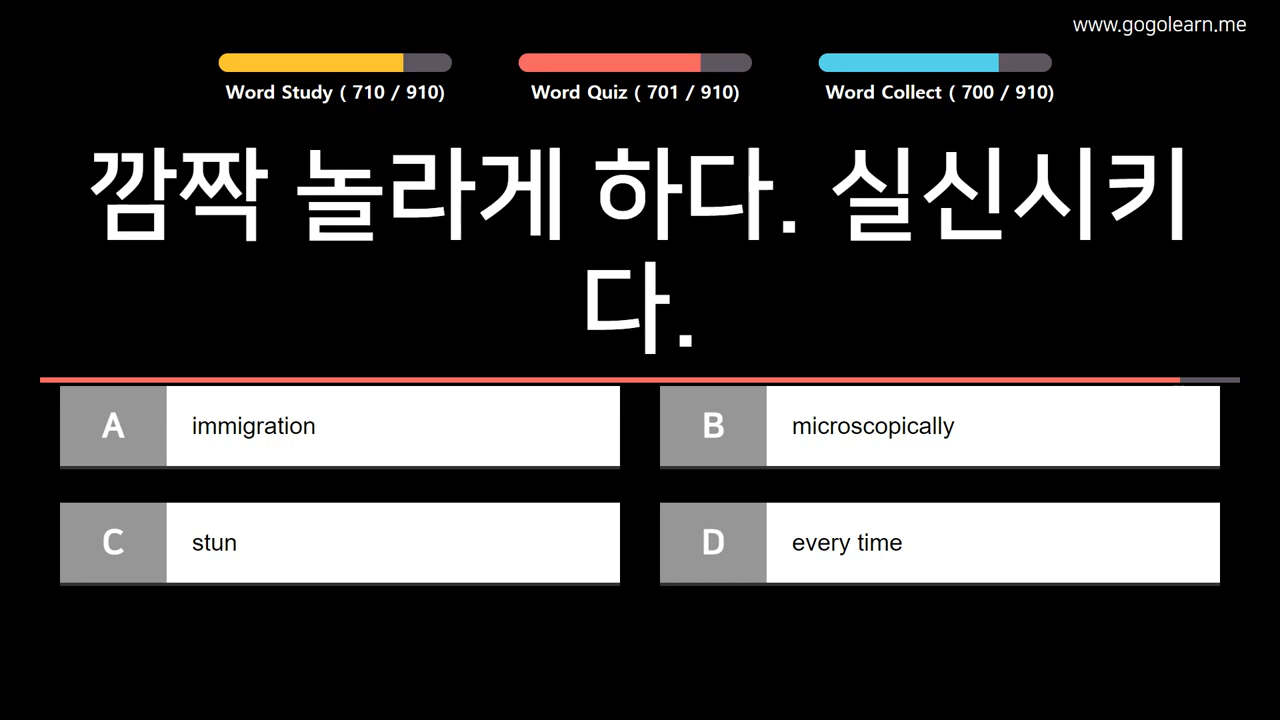 www.gogolearn.me
Word Study ( 710 / 910)
Word Quiz ( 701 / 910)
Word Collect ( 700 / 910)
깜짝 놀라게 하다. 실신시키
다.
A immigration
B microscopically
C stun
D every time